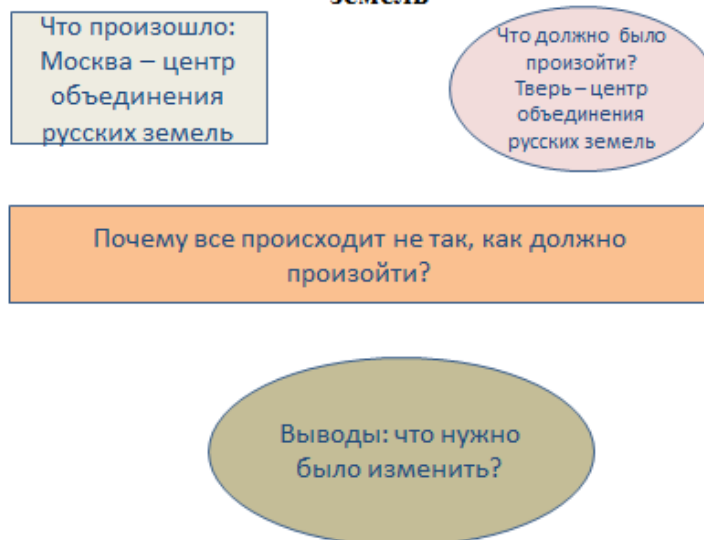 земель
Что произошло:
Москва – центр
объединения
русских земель
Что должно было
произойти?
Тверь – центр
объединения
русских земель
Почему все происходит не так, как должно
произойти?
Выводы: что нужно
было изменить?